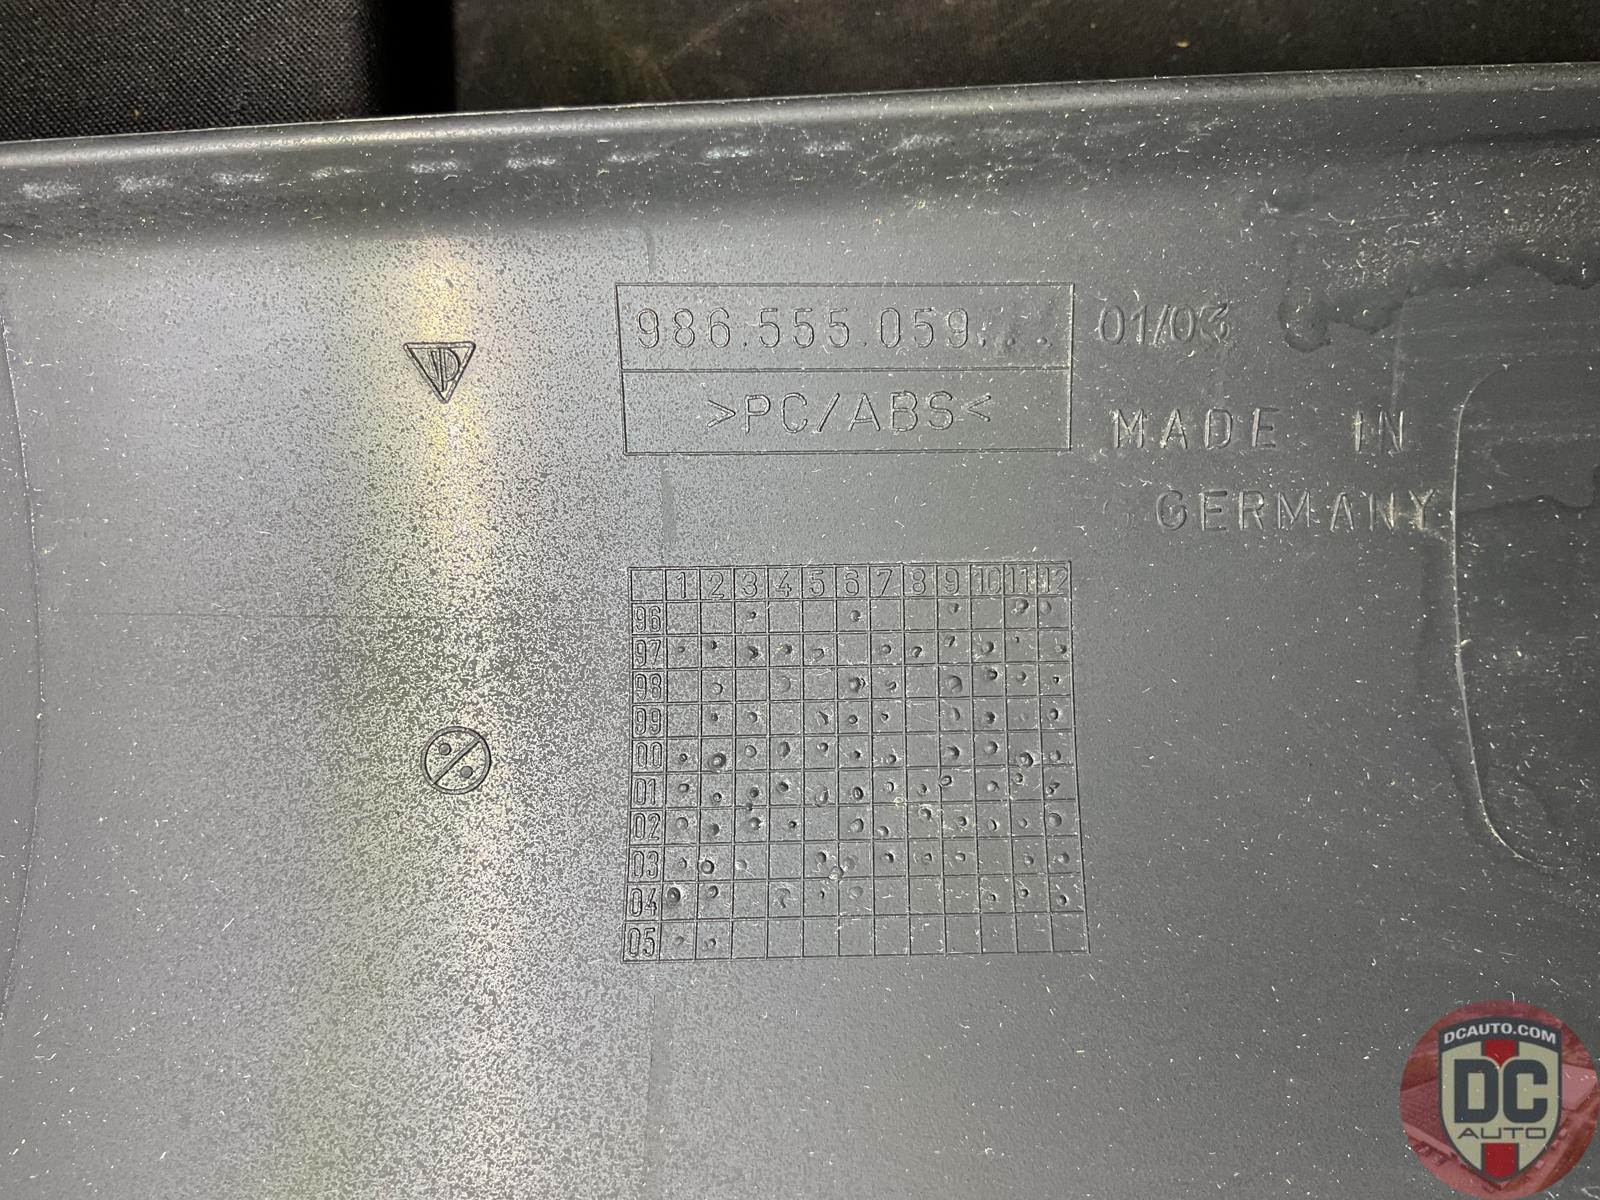 986.555.059...
01/03
>PC/ABS<
MADE IN
GERMANY
1 2 3 4 5 6 7 8 9 10 11 12
96
97
98
99
00
01
02
03
04
05
DCAUTO.COM
DC
AUTO